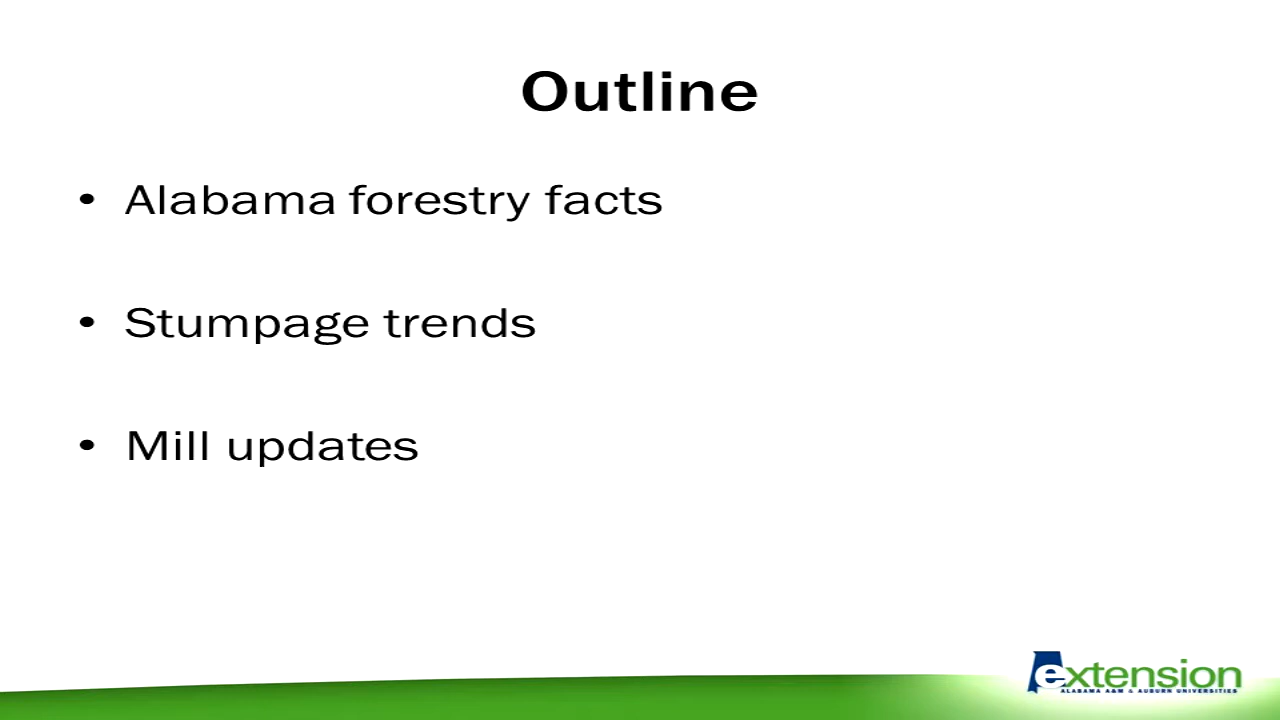 Outline
• Alabama forestry facts
• Stumpage trends
• Mill updates
extension
ALABAMA A&M & AUBURN UNIVERSITIES